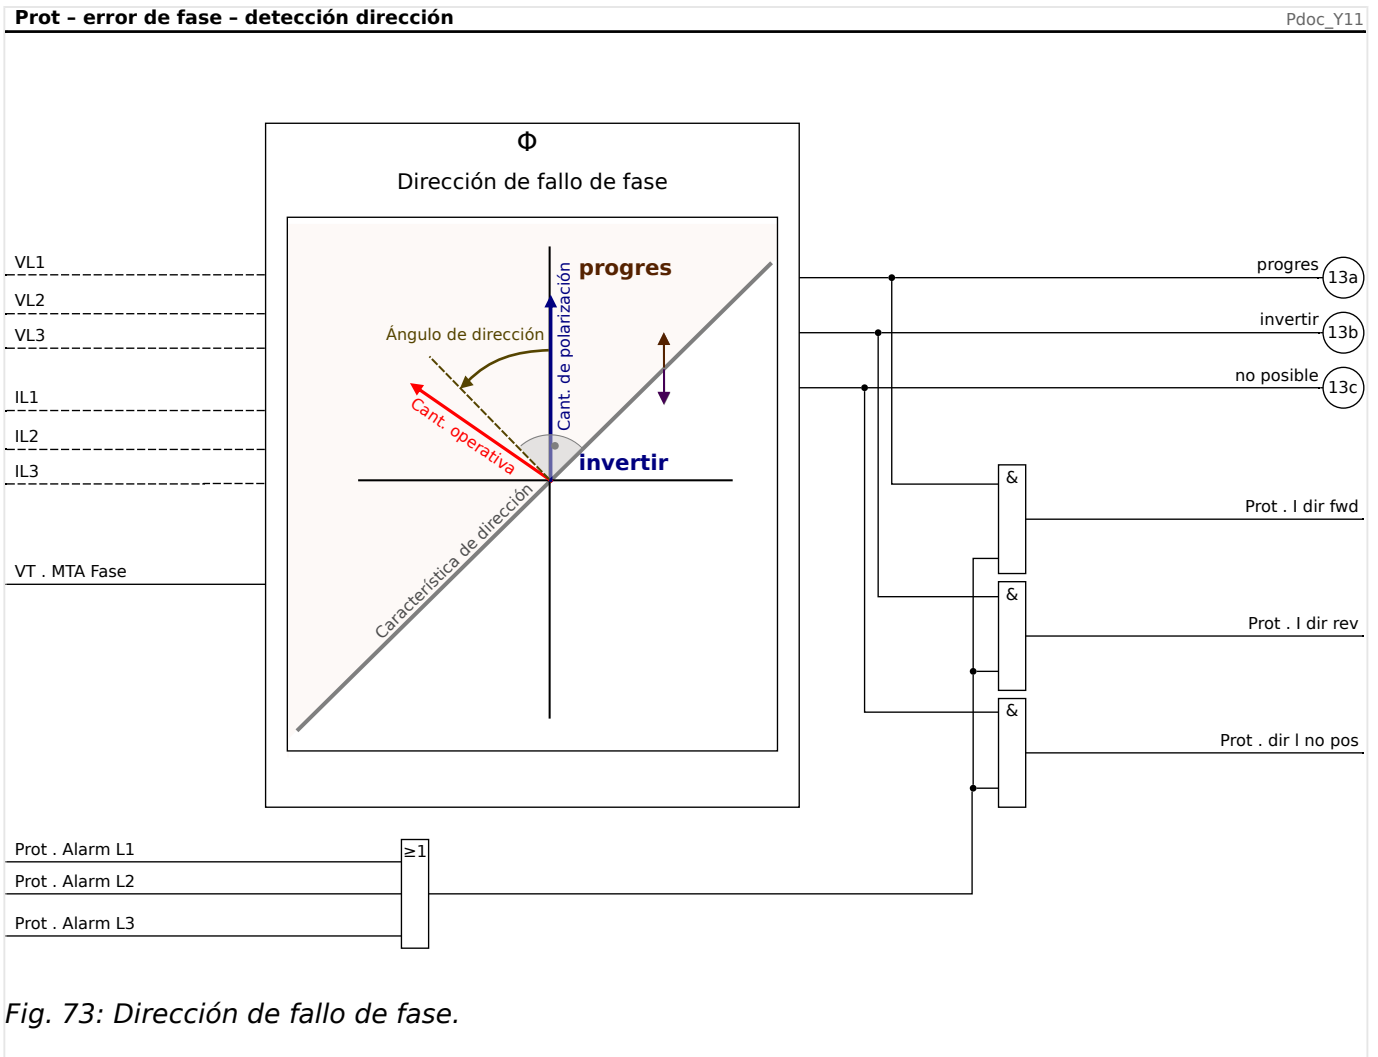 Prot – error de fase – detección dirección
Pdoc_Y11
Φ
Dirección de fallo de fase
VL1
VL2
VL3
IL1
IL2
IL3
VT . MTA Fase
progres
Cant. de polarización
Ángulo de dirección
Cant. operativa
invertir
Característica de dirección
progres
13a
invertir
13b
no posible
13c
&
Prot . I dir fwd
&
Prot . I dir rev
&
Prot . dir I no pos
Prot . Alarm L1
Prot . Alarm L2
Prot . Alarm L3
≥1
Fig. 73: Dirección de fallo de fase.